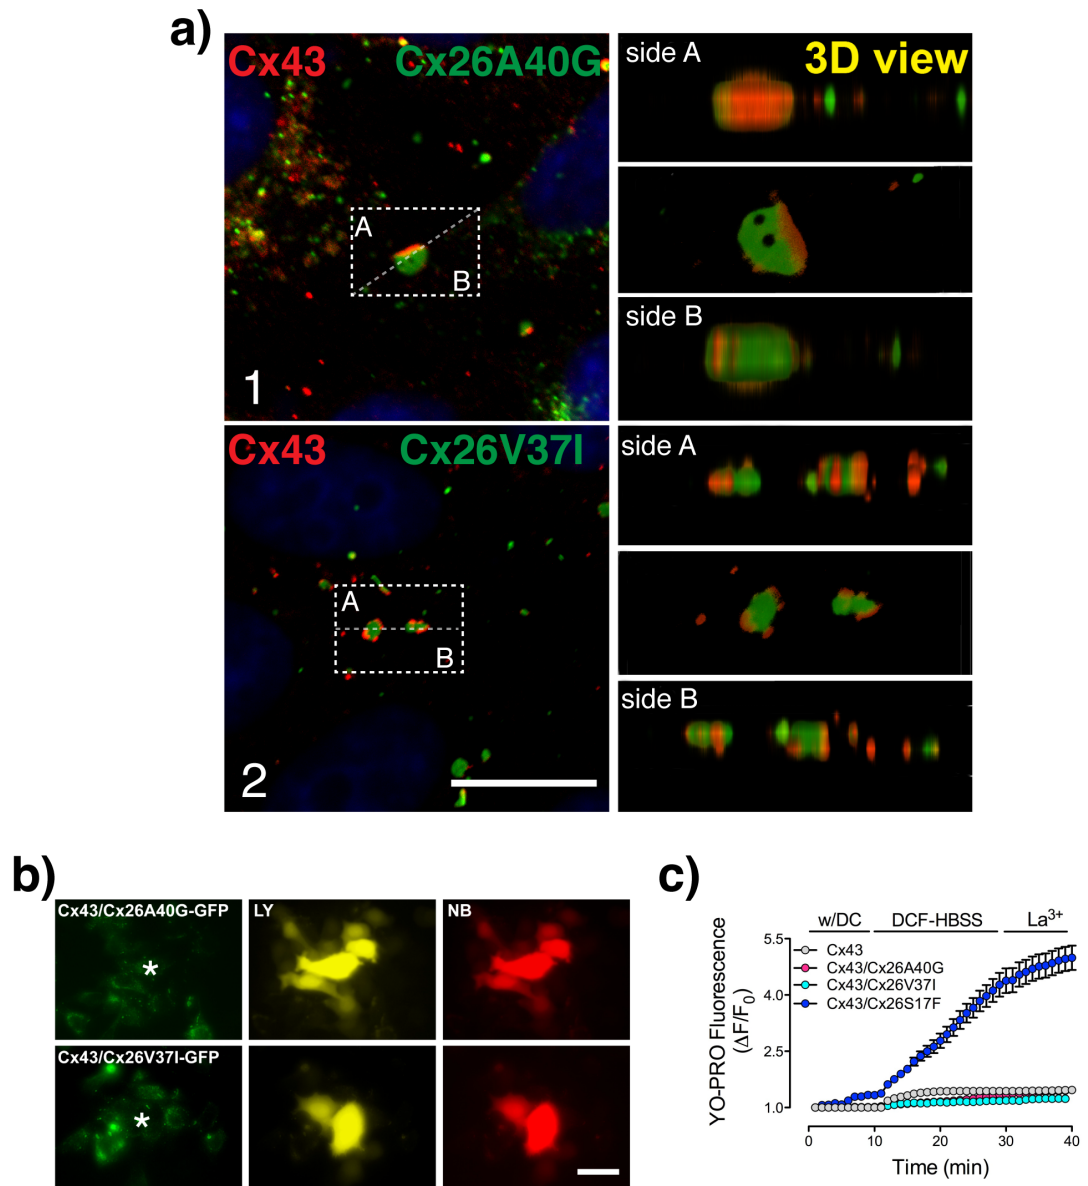 a)
Cx43
Cx26A40G
A
B
1
side A
3D view
side B
Cx43
Cx26V37I
A
B
2
side A
side B
b)
Cx43/Cx26A40G-GFP
*
LY
NB
Cx43/Cx26V37I-GFP
*
c)
w/DC
DCF-HBSS
La³⁺
YO-PRO Fluorescence
(ΔF/F₀)
5.5
4.0
2.5
1.0
Cx43
Cx43/Cx26A40G
Cx43/Cx26V37I
Cx43/Cx26S17F
0
10
20
30
40
Time (min)